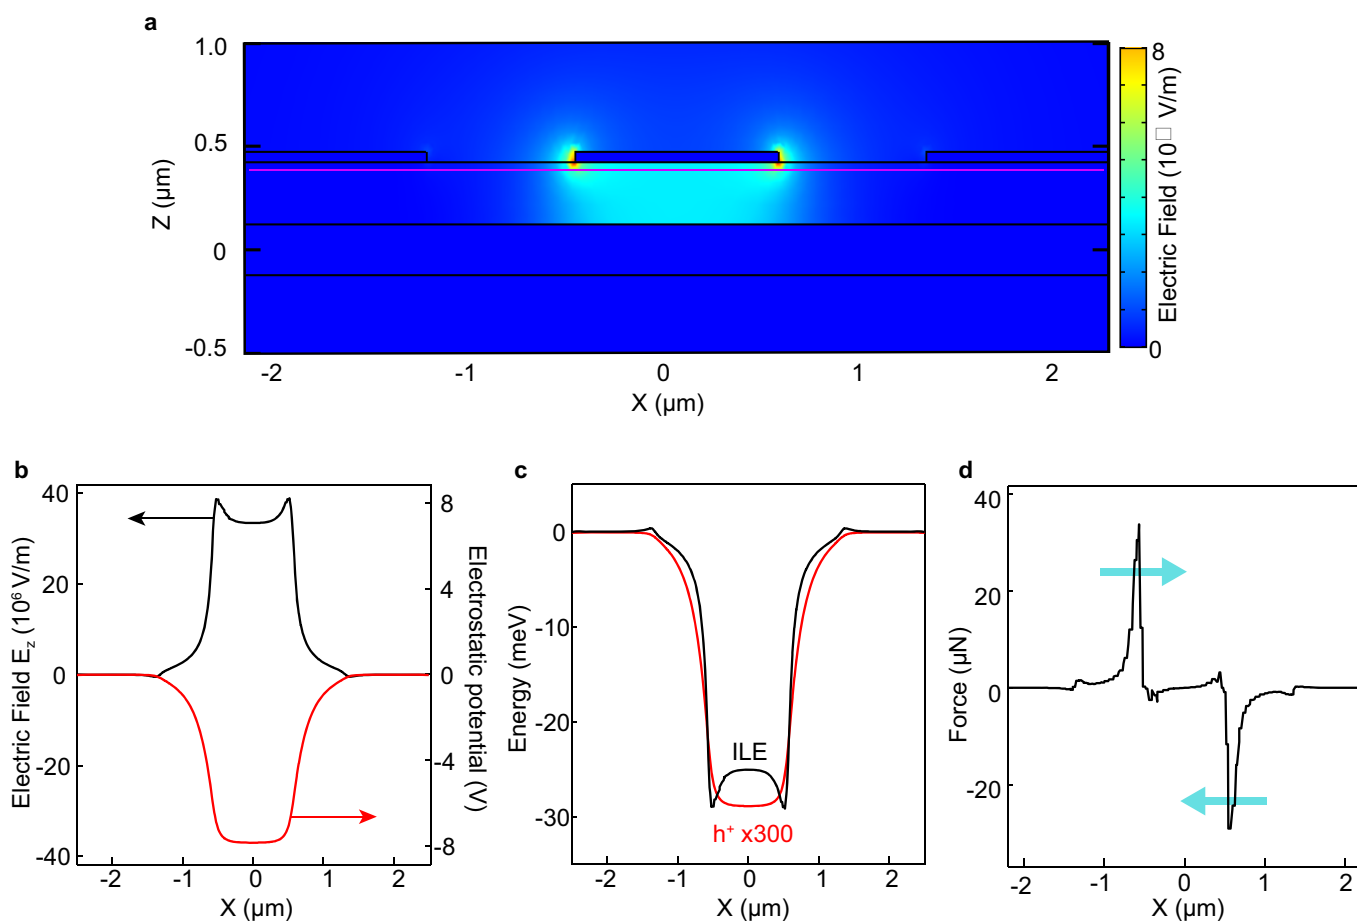 a
1.0
0.5
0
-0.5
Z (µm)
-2
-1
0
1
2
X (µm)
8
0
Electric Field (10□ V/m)
b
40
20
0
-20
-40
Electric Field E_z (10⁶ V/m)
8
4
0
-4
-8
Electrostatic potential (V)
-2
-1
0
1
2
X (µm)
c
0
-10
-20
-30
Energy (meV)
ILE
h⁺ x300
-2
-1
0
1
2
X (µm)
d
40
20
0
-20
Force (µN)
-2
-1
0
1
2
X (µm)